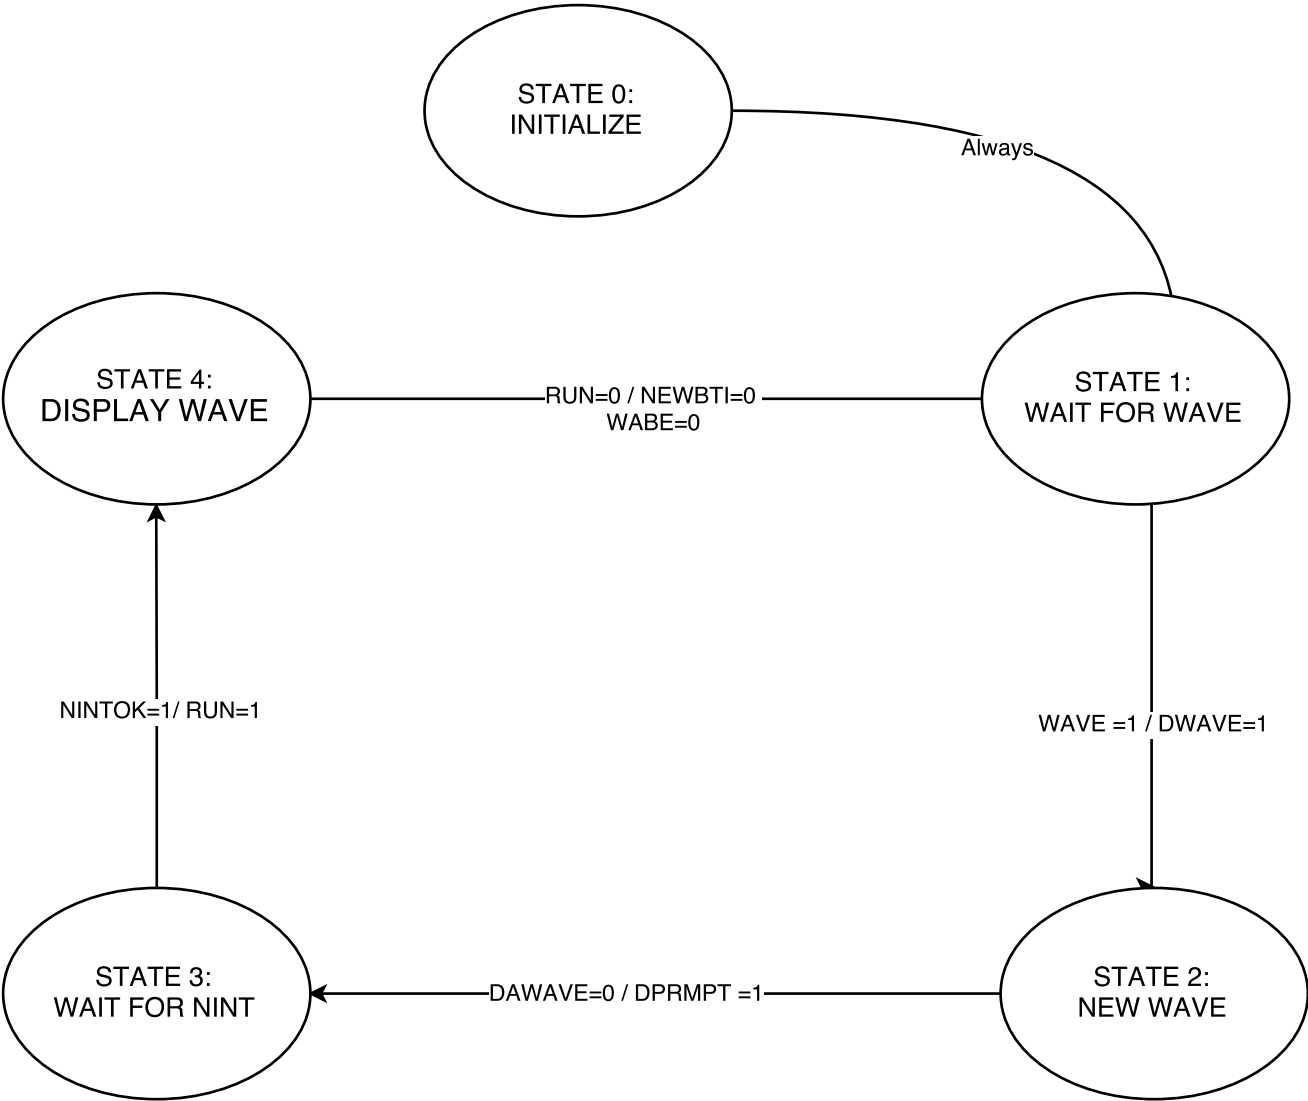 STATE 0:
INITIALIZE
Always
STATE 4:
DISPLAY WAVE
RUN=0 / NEWBTI=0
WABE=0
STATE 1:
WAIT FOR WAVE
NINTOK=1/ RUN=1
WAVE =1 / DWAVE=1
STATE 3:
WAIT FOR NINT
DAWAVE=0 / DPRMPT =1
STATE 2:
NEW WAVE